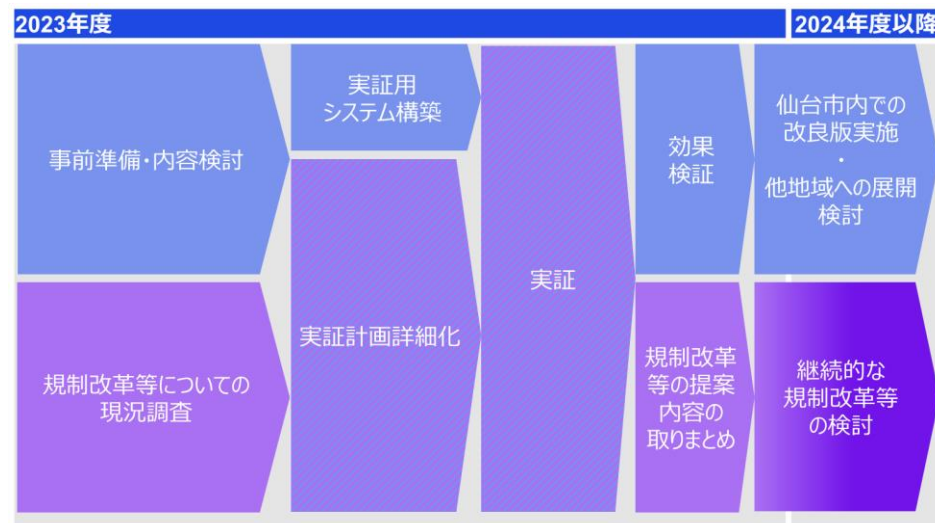 2023年度
2024年度以降
事前準備・内容検討
実証用
システム構築
実証
効果
検証
仙台市内での
改良版実施
・
他地域への展開
検討
規制改革等についての
現況調査
実証計画詳細化
規制改革
等の提案
内容の
取りまとめ
継続的な
規制改革等
の検討